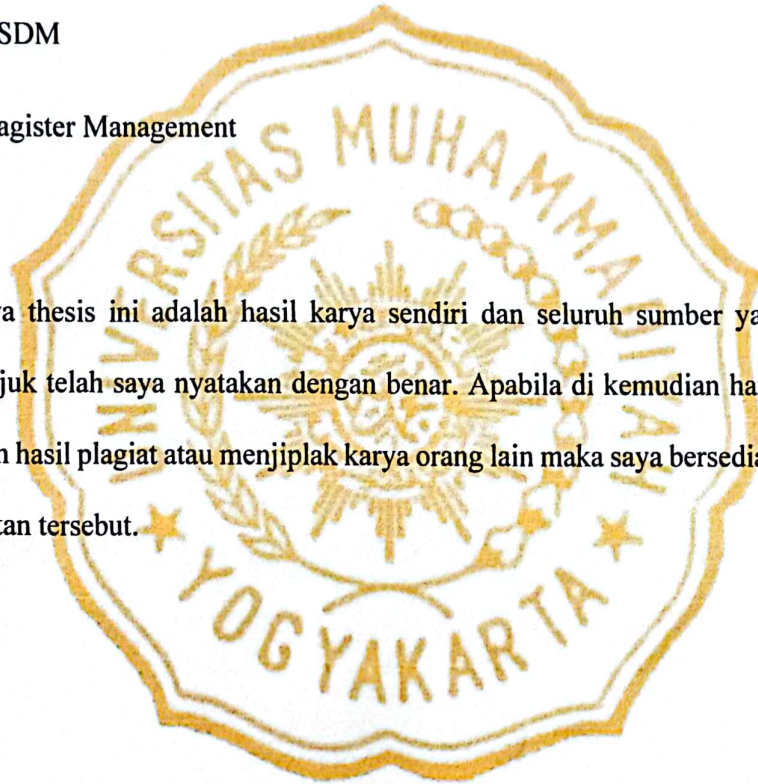 SDM
agister Management
UNIVERSITAS MUHAMMADIYAH
a thesis ini adalah hasil karya sendiri dan seluruh sumber ya
juk telah saya nyatakan dengan benar. Apabila di kemudian ha
n hasil plagiat atau menjiplak karya orang lain maka saya bersedia
tan tersebut.
YOGYAKARTA